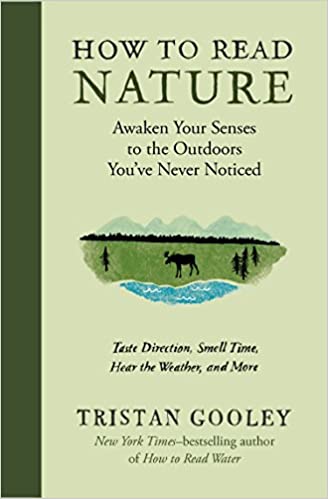 HOW TO READ
NATURE
Awaken Your Senses
to the Outdoors
You've Never Noticed
Taste Direction, Smell Time,
Hear the Weather, and More
TRISTAN GOOLEY
New York Times–bestselling author
of How to Read Water